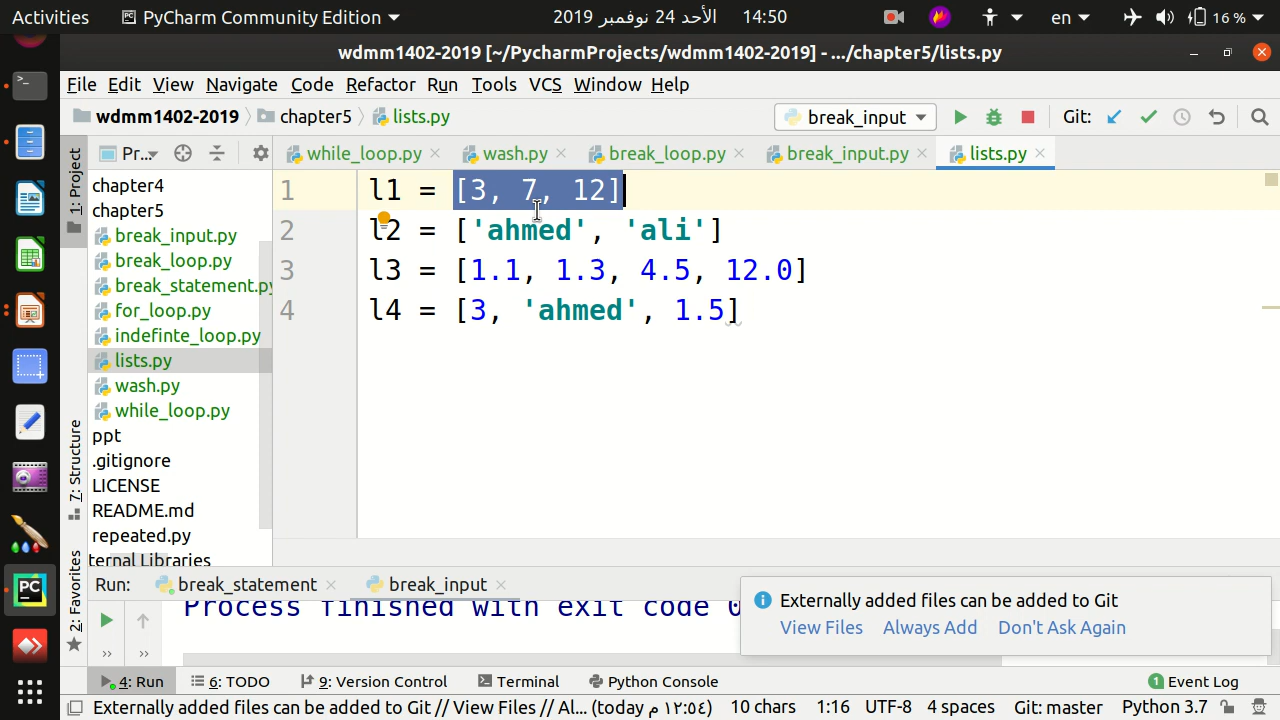 Activities PyCharm Community Edition الأحد 24 نوفمبر 2019 14:50 en 16 %
wdmm1402-2019 [~/PycharmProjects/wdmm1402-2019] - .../chapter5/lists.py
File Edit View Navigate Code Refactor Run Tools VCS Window Help
wdmm1402-2019 chapter5 lists.py break_input Git:
1: Project
Pr... while_loop.py wash.py break_loop.py break_input.py lists.py
chapter4
chapter5
break_input.py
break_loop.py
break_statement.py
for_loop.py
indefinte_loop.py
lists.py
wash.py
while_loop.py
ppt
.gitignore
LICENSE
README.md
repeated.py
ternal Libraries
1 l1 = [3, 7, 12]
2 l2 = ['ahmed', 'ali']
3 l3 = [1.1, 1.3, 4.5, 12.0]
4 l4 = [3, 'ahmed', 1.5]
7: Structure
2: Favorites
Run: break_statement break_input
Process finished with exit code 0
Externally added files can be added to Git
View Files Always Add Don't Ask Again
4: Run 6: TODO 9: Version Control Terminal Python Console 1 Event Log
Externally added files can be added to Git // View Files // Al... (today م ١٢:٥٤) 10 chars 1:16 UTF-8 4 spaces Git: master Python 3.7